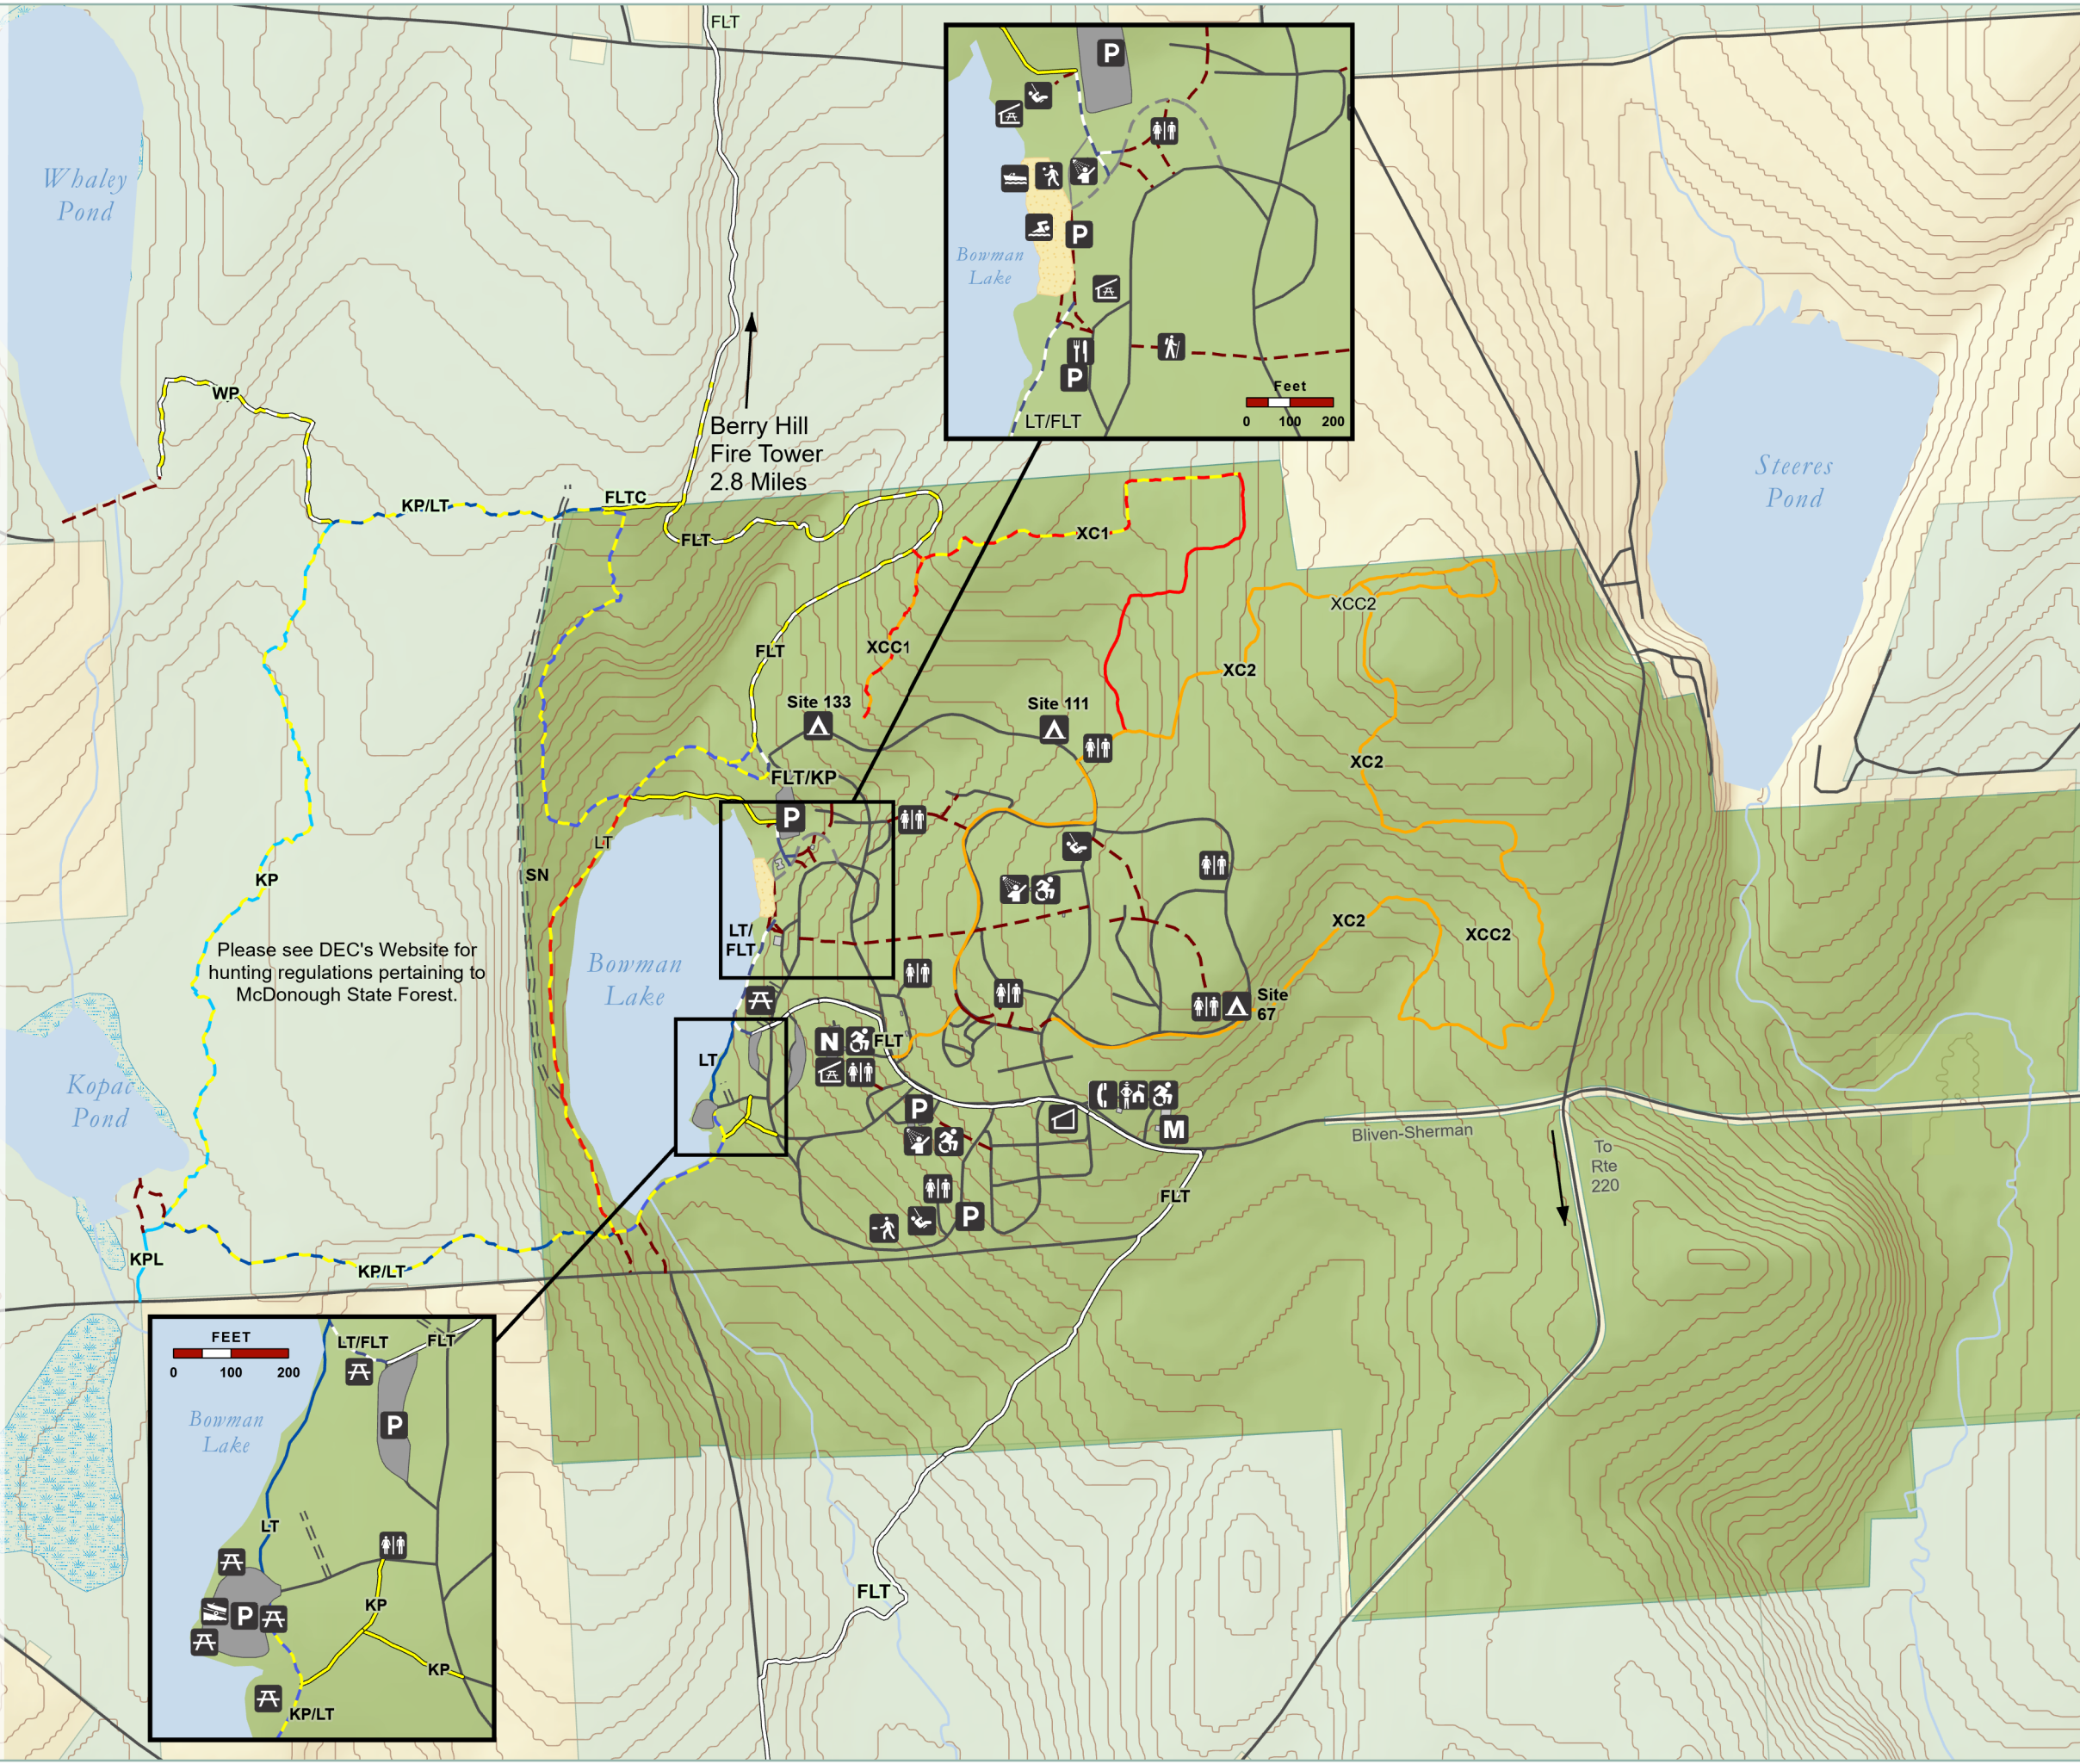 FLT
P
Whaley
Pond
Bowman
Lake
P
P
LT/FLT
Feet
0 100 200
WP
Berry Hill
Fire Tower
2.8 Miles
Steeres
Pond
KP/LT
FLTC
FLT
XC1
XCC2
FLT
XCC1
XC2
Site 133
Site 111
XC2
FLT/KP
P
LT
SN
KP
XC2
XCC2
Please see DEC's Website for
hunting regulations pertaining to
McDonough State Forest.
LT/
FLT
Bowman
Lake
Site
67
N
FLT
LT
Kopac
Pond
P
M
Bliven-Sherman
To
Rte
220
FLT
P
KPL
KP/LT
FEET
0 100 200
LT/FLT
FLT
Bowman
Lake
P
LT
KP
P
KP
KP/LT
FLT